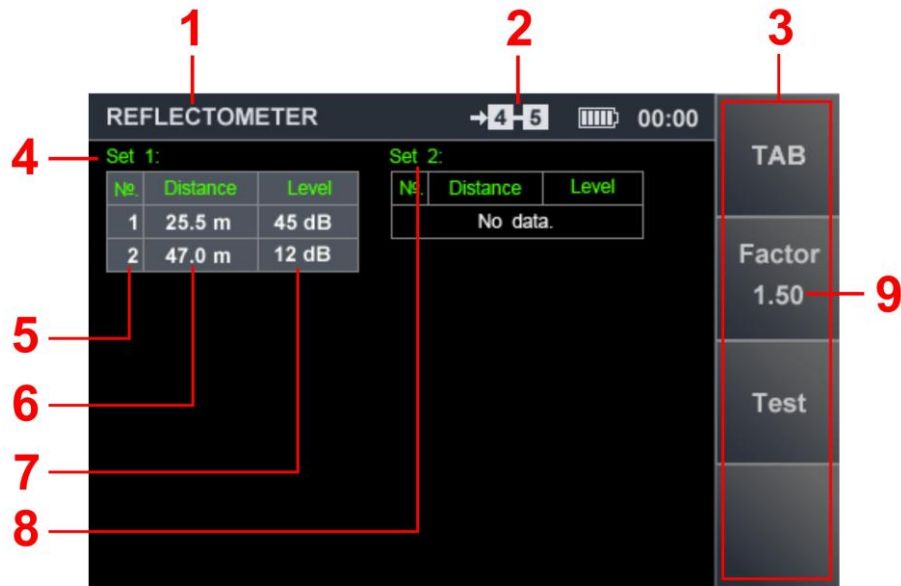 1 2 3
REFLECTOMETER →4-5 00:00
TAB
4 Set 1: Set 2:
№. Distance Level №. Distance Level
1 25.5 m 45 dB No data.
2 47.0 m 12 dB
Factor
1.50 9
5
6
Test
7
8